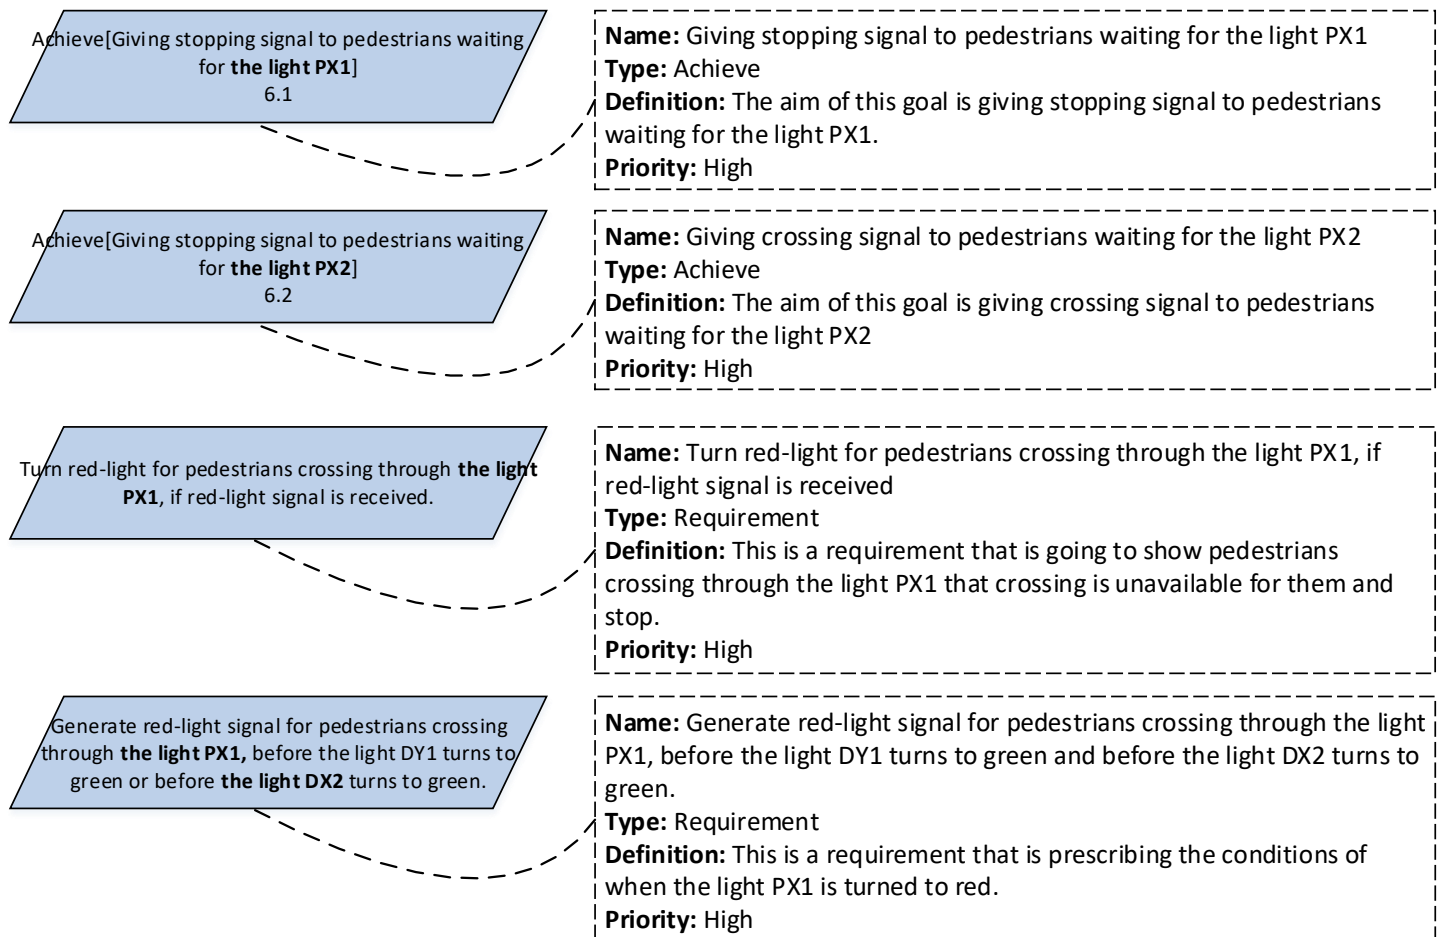 Achieve[Giving stopping signal to pedestrians waiting
for the light PX1]
6.1
Name: Giving stopping signal to pedestrians waiting for the light PX1
Type: Achieve
Definition: The aim of this goal is giving stopping signal to pedestrians
waiting for the light PX1.
Priority: High
Achieve[Giving stopping signal to pedestrians waiting
for the light PX2]
6.2
Name: Giving crossing signal to pedestrians waiting for the light PX2
Type: Achieve
Definition: The aim of this goal is giving crossing signal to pedestrians
waiting for the light PX2
Priority: High
Turn red-light for pedestrians crossing through the light
PX1, if red-light signal is received.
Name: Turn red-light for pedestrians crossing through the light PX1, if
red-light signal is received
Type: Requirement
Definition: This is a requirement that is going to show pedestrians
crossing through the light PX1 that crossing is unavailable for them and
stop.
Priority: High
Generate red-light signal for pedestrians crossing
through the light PX1, before the light DY1 turns to
green or before the light DX2 turns to green.
Name: Generate red-light signal for pedestrians crossing through the light
PX1, before the light DY1 turns to green and before the light DX2 turns to
green.
Type: Requirement
Definition: This is a requirement that is prescribing the conditions of
when the light PX1 is turned to red.
Priority: High